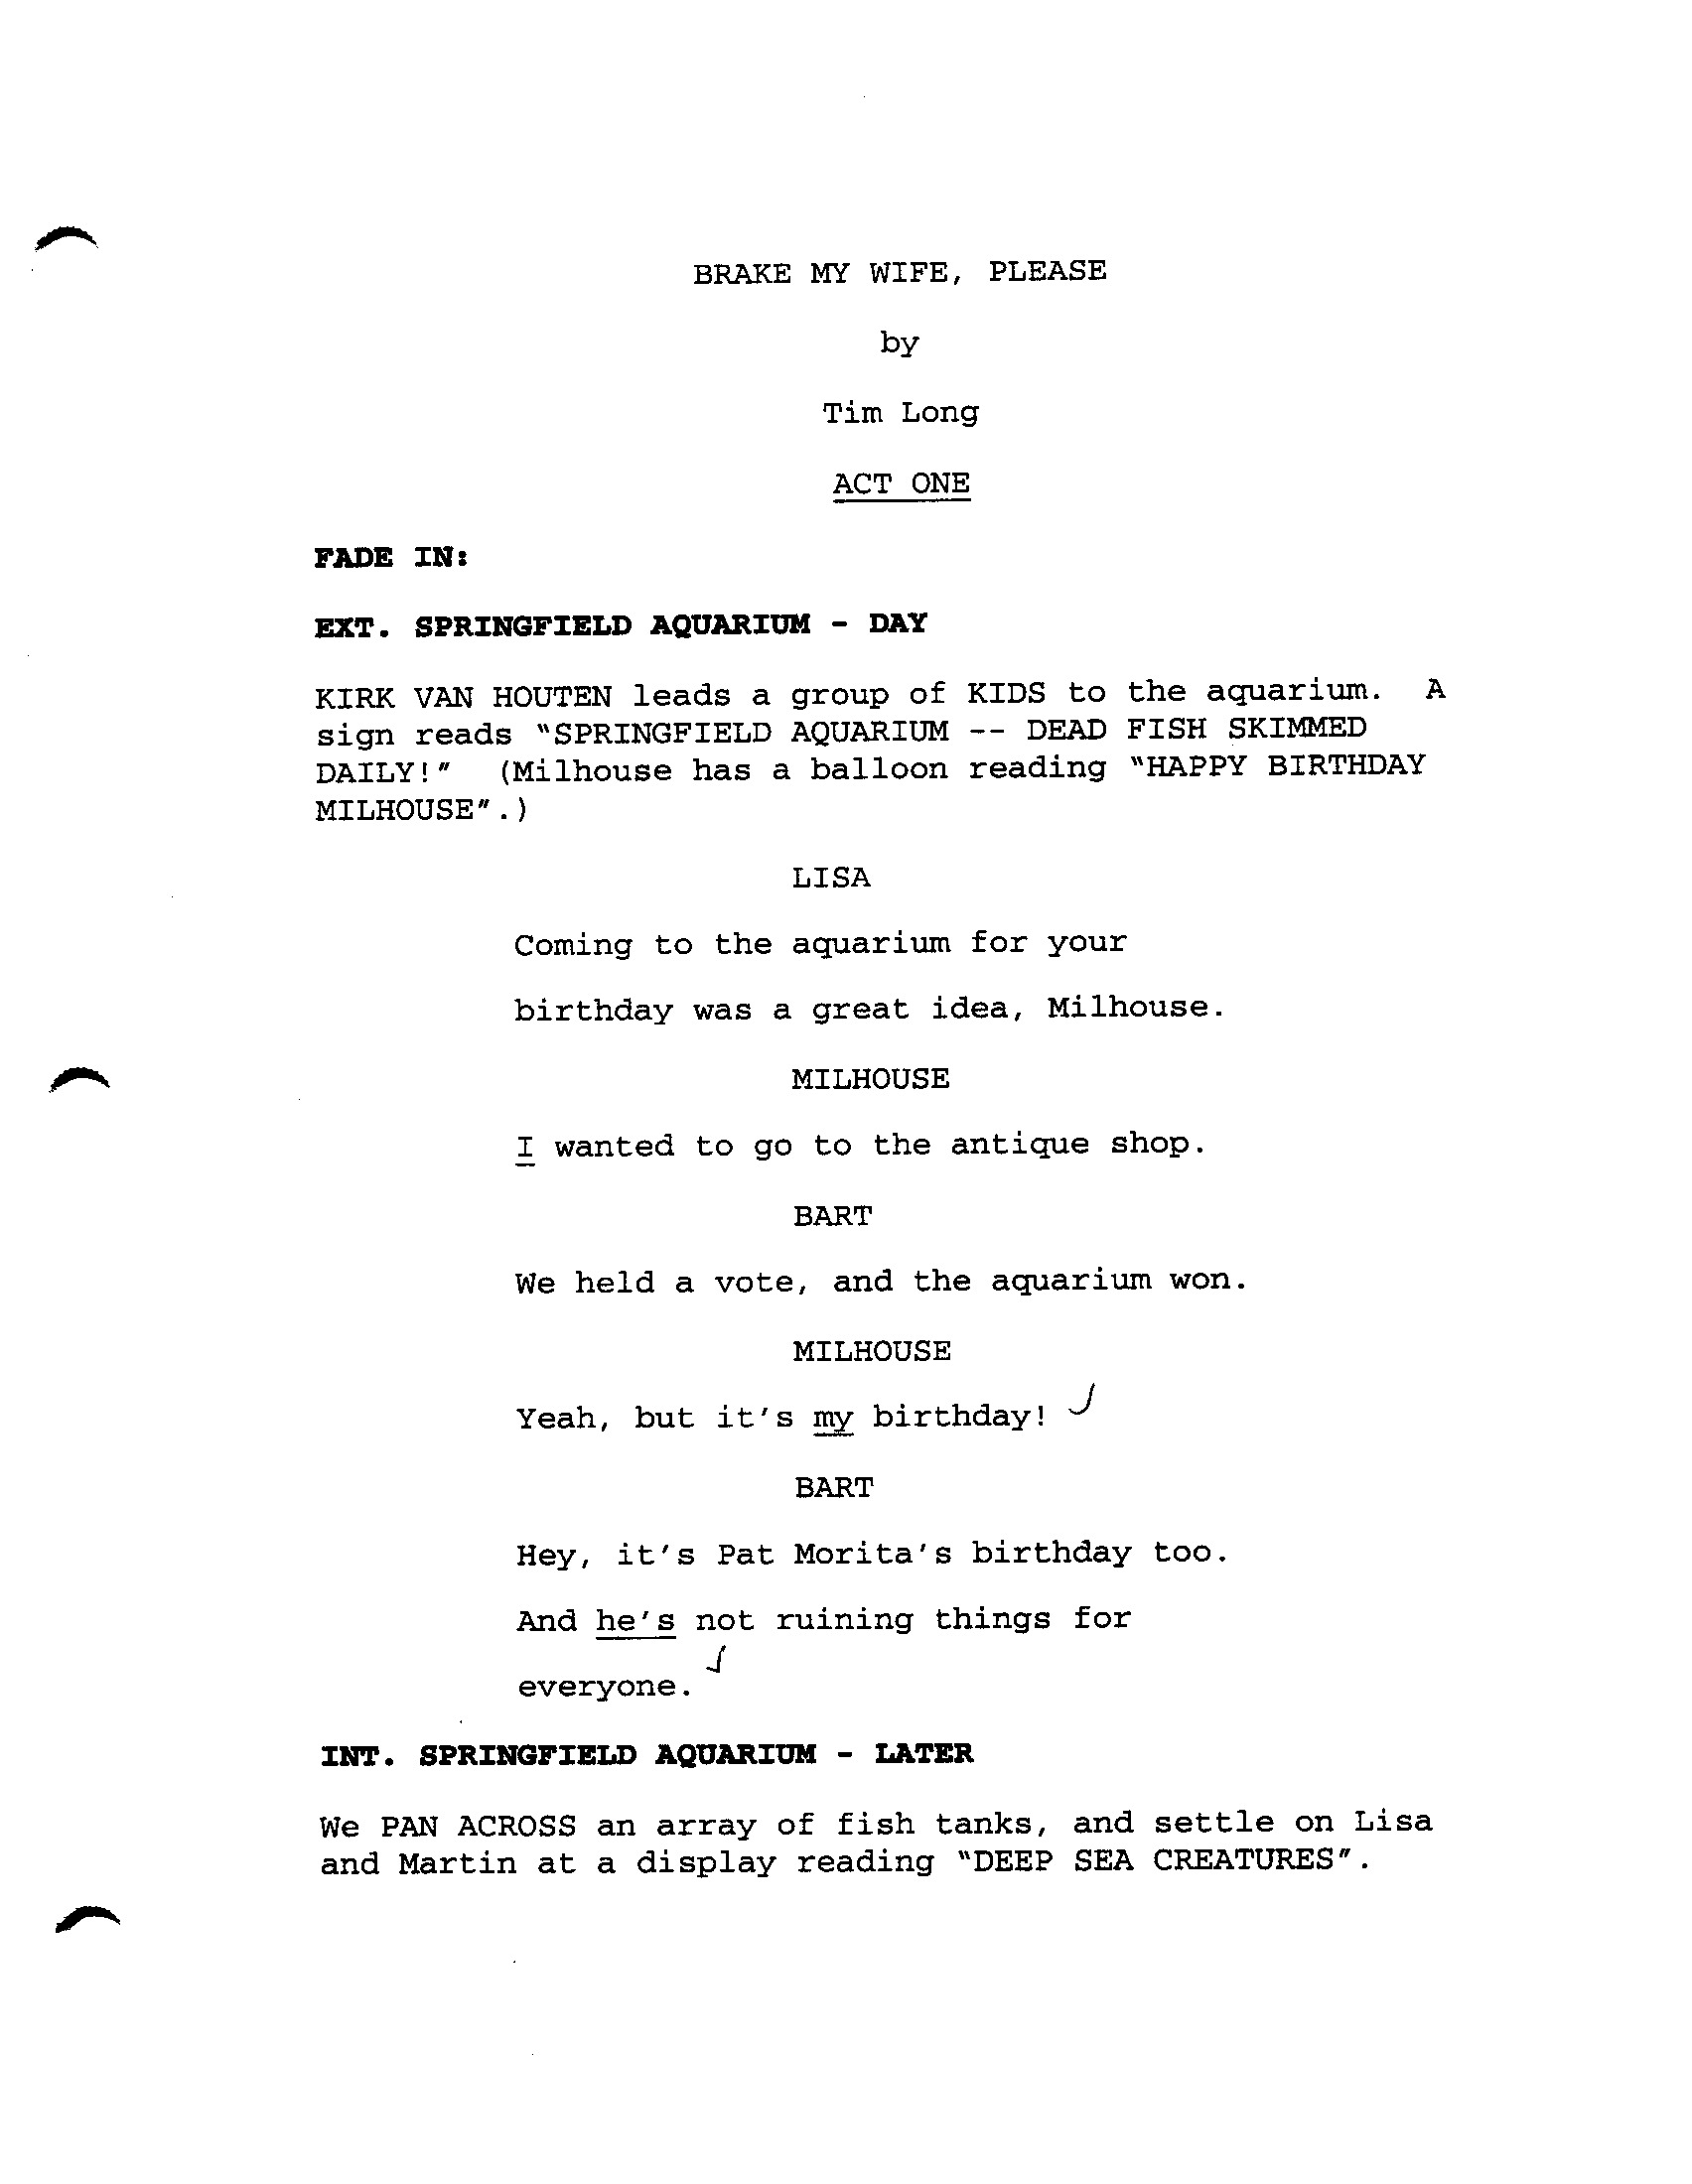 BRAKE MY WIFE, PLEASE
by
Tim Long
ACT ONE
FADE IN:
EXT. SPRINGFIELD AQUARIUM - DAY
KIRK VAN HOUTEN leads a group of KIDS to the aquarium. A
sign reads "SPRINGFIELD AQUARIUM -- DEAD FISH SKIMMED
DAILY!" (Milhouse has a balloon reading "HAPPY BIRTHDAY
MILHOUSE".)
LISA
Coming to the aquarium for your
birthday was a great idea, Milhouse.
MILHOUSE
I wanted to go to the antique shop.
BART
We held a vote, and the aquarium won.
MILHOUSE
Yeah, but it's my birthday!
BART
Hey, it's Pat Morita's birthday too.
And he's not ruining things for
everyone.
INT. SPRINGFIELD AQUARIUM - LATER
We PAN ACROSS an array of fish tanks, and settle on Lisa
and Martin at a display reading "DEEP SEA CREATURES".